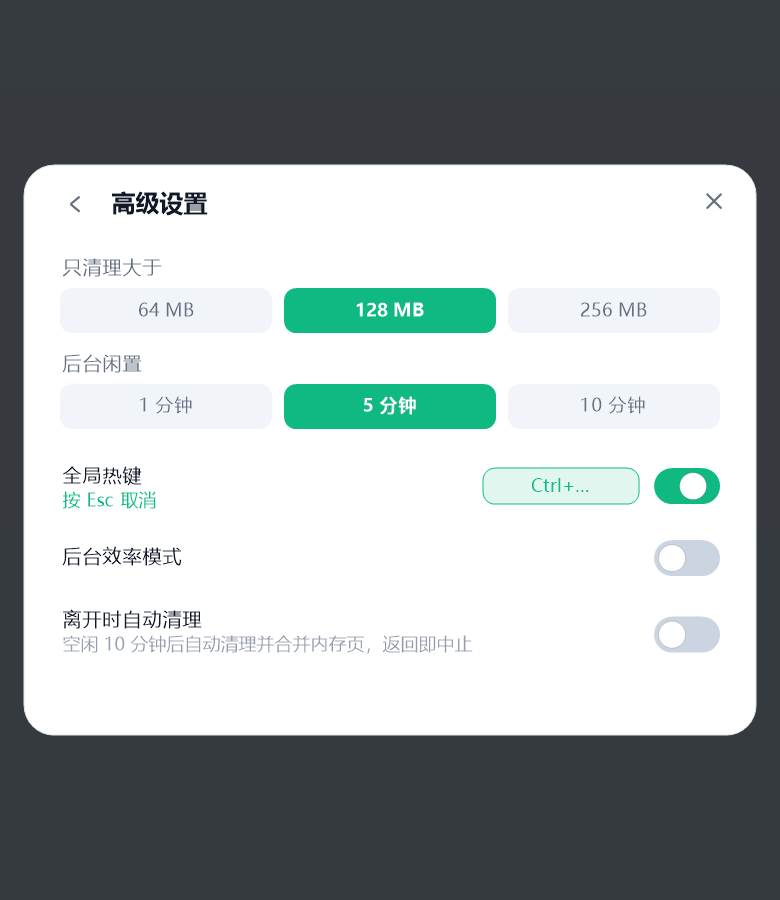 高级设置
只清理大于
64 MB
128 MB
256 MB
后台闲置
1 分钟
5 分钟
10 分钟
全局热键
按 Esc 取消
Ctrl+...
后台效率模式
离开时自动清理
空闲 10 分钟后自动清理并合并内存页，返回即中止